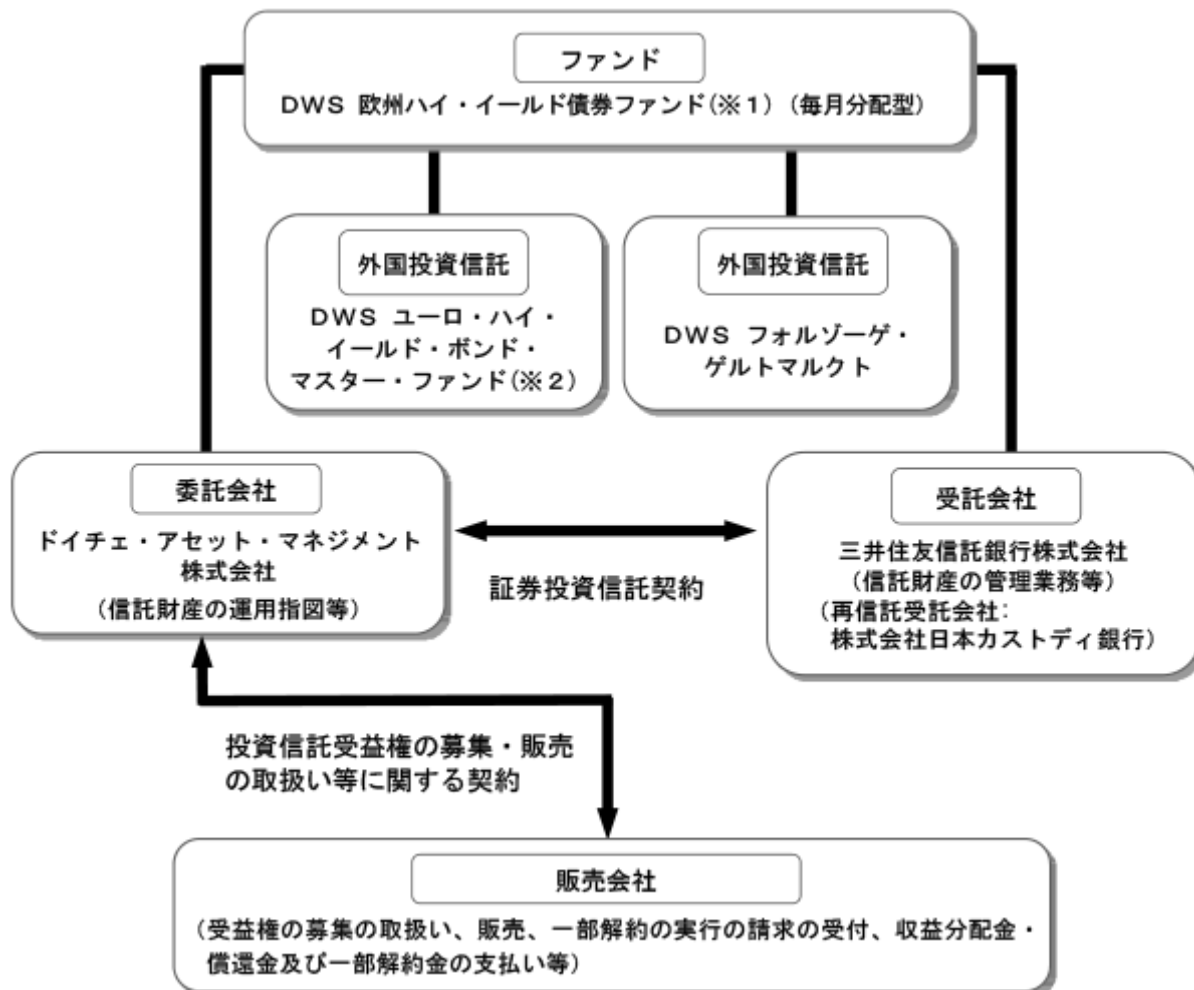 ファンド
DWS 欧州ハイ・イールド債券ファンド(※1)(毎月分配型)
外国投資信託
DWS ユーロ・ハイ・
イールド・ボンド・
マスター・ファンド(※2)
外国投資信託
DWS フォルゾーゲ・
ゲルトマルクト
委託会社
ドイチェ・アセット・マネジメント
株式会社
(信託財産の運用指図等)
証券投資信託契約
受託会社
三井住友信託銀行株式会社
(信託財産の管理業務等)
(再信託受託会社:
株式会社日本カストディ銀行)
投資信託受益権の募集・販売
の取扱い等に関する契約
販売会社
(受益権の募集の取扱い、販売、一部解約の実行の請求の受付、収益分配金・
償還金及び一部解約金の支払い等)